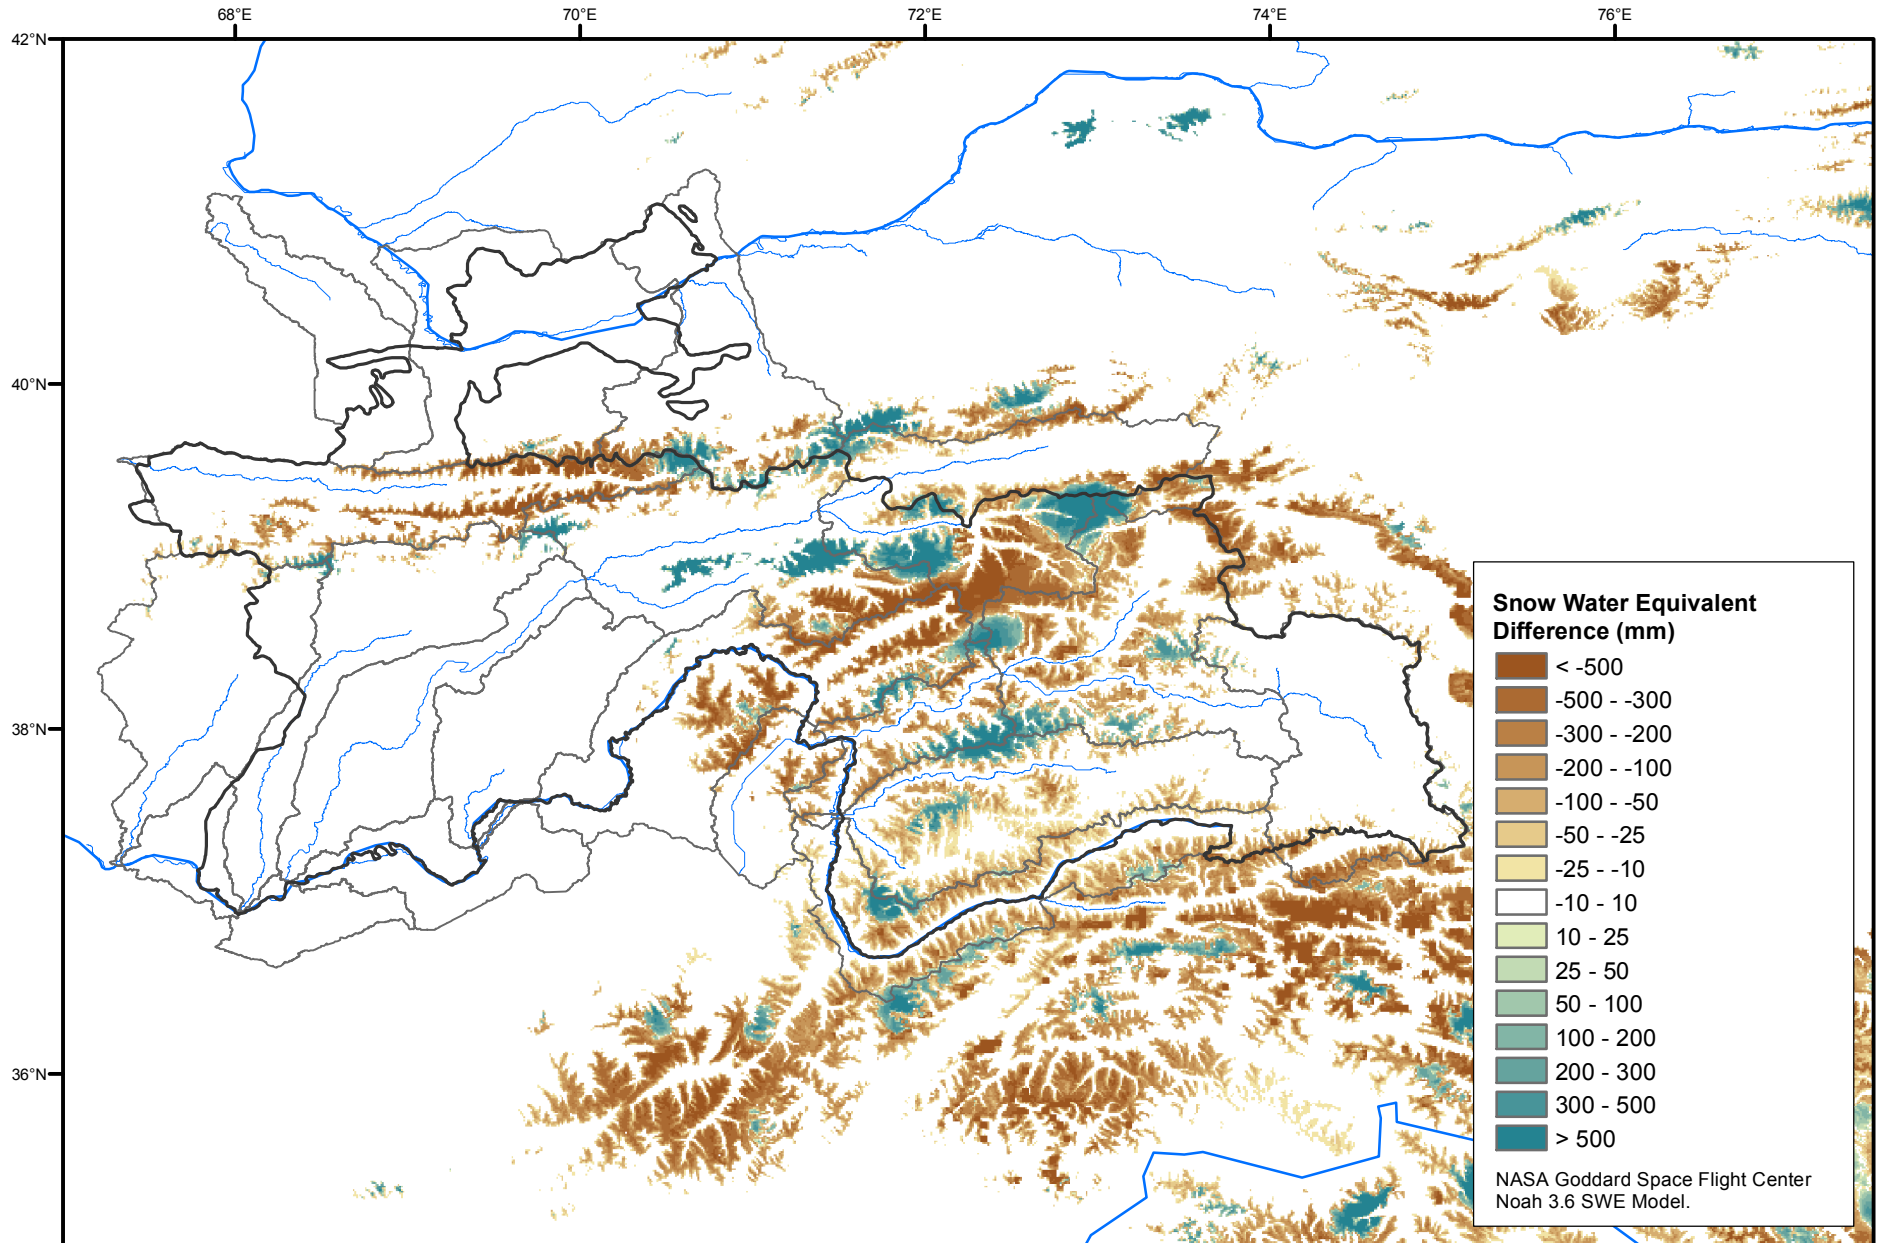 68°E
70°E
72°E
74°E
76°E
42°N
40°N
38°N
36°N
Snow Water Equivalent
Difference (mm)
< -500
-500 - -300
-300 - -200
-200 - -100
-100 - -50
-50 - -25
-25 - -10
-10 - 10
10 - 25
25 - 50
50 - 100
100 - 200
200 - 300
300 - 500
> 500
NASA Goddard Space Flight Center
Noah 3.6 SWE Model.